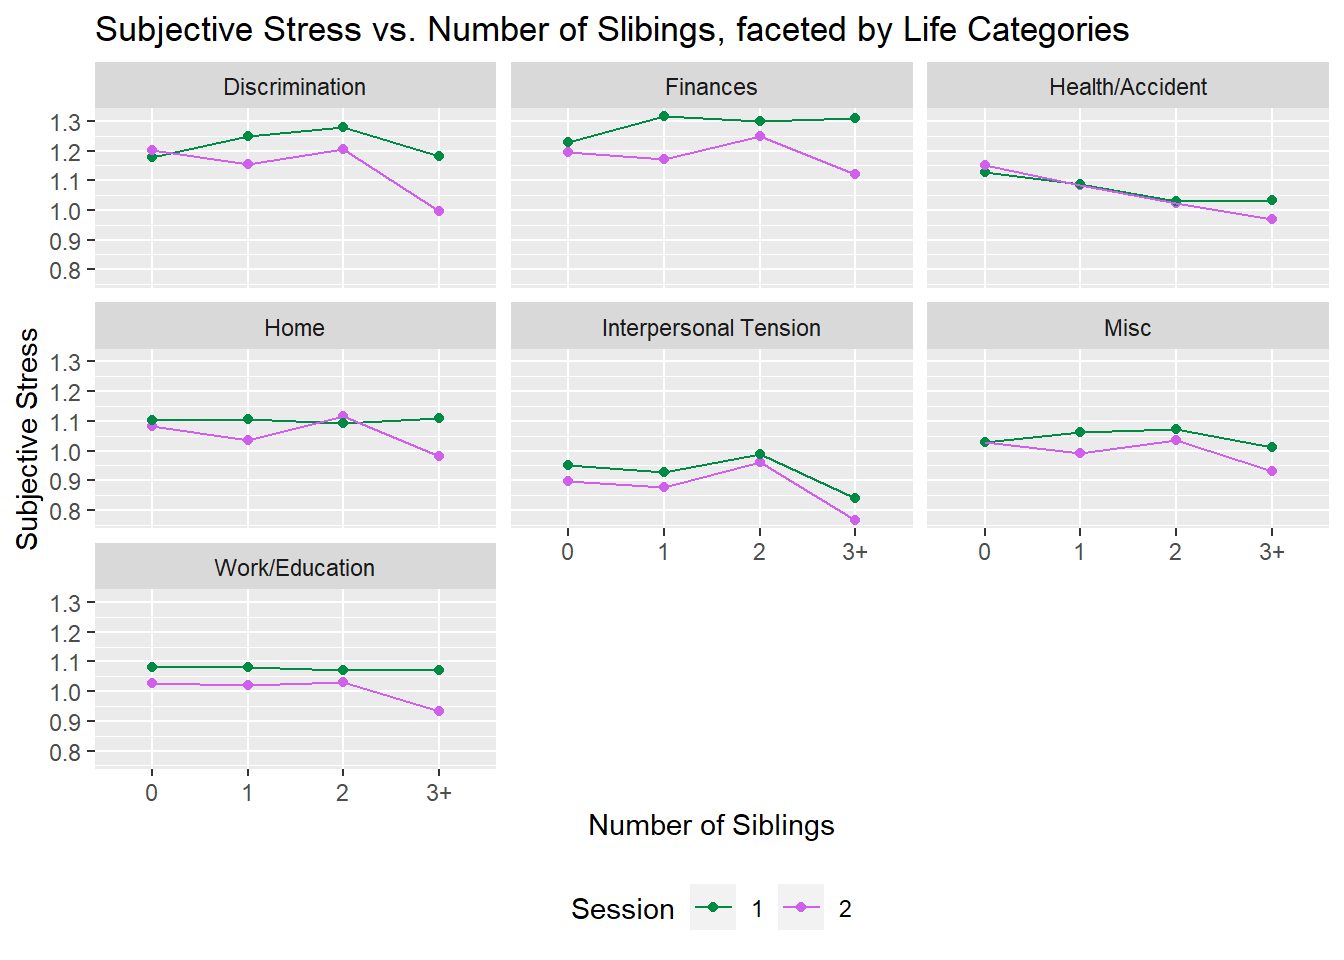 Subjective Stress vs. Number of Slibings, faceted by Life Categories
Discrimination
Finances
Health/Accident
1.3
1.2
1.1
1.0
0.9
0.8
Home
Interpersonal Tension
Misc
1.3
1.2
1.1
1.0
0.9
0.8
Subjective Stress
0 1 2 3+
0 1 2 3+
Work/Education
1.3
1.2
1.1
1.0
0.9
0.8
0 1 2 3+
Number of Siblings
Session 1 2